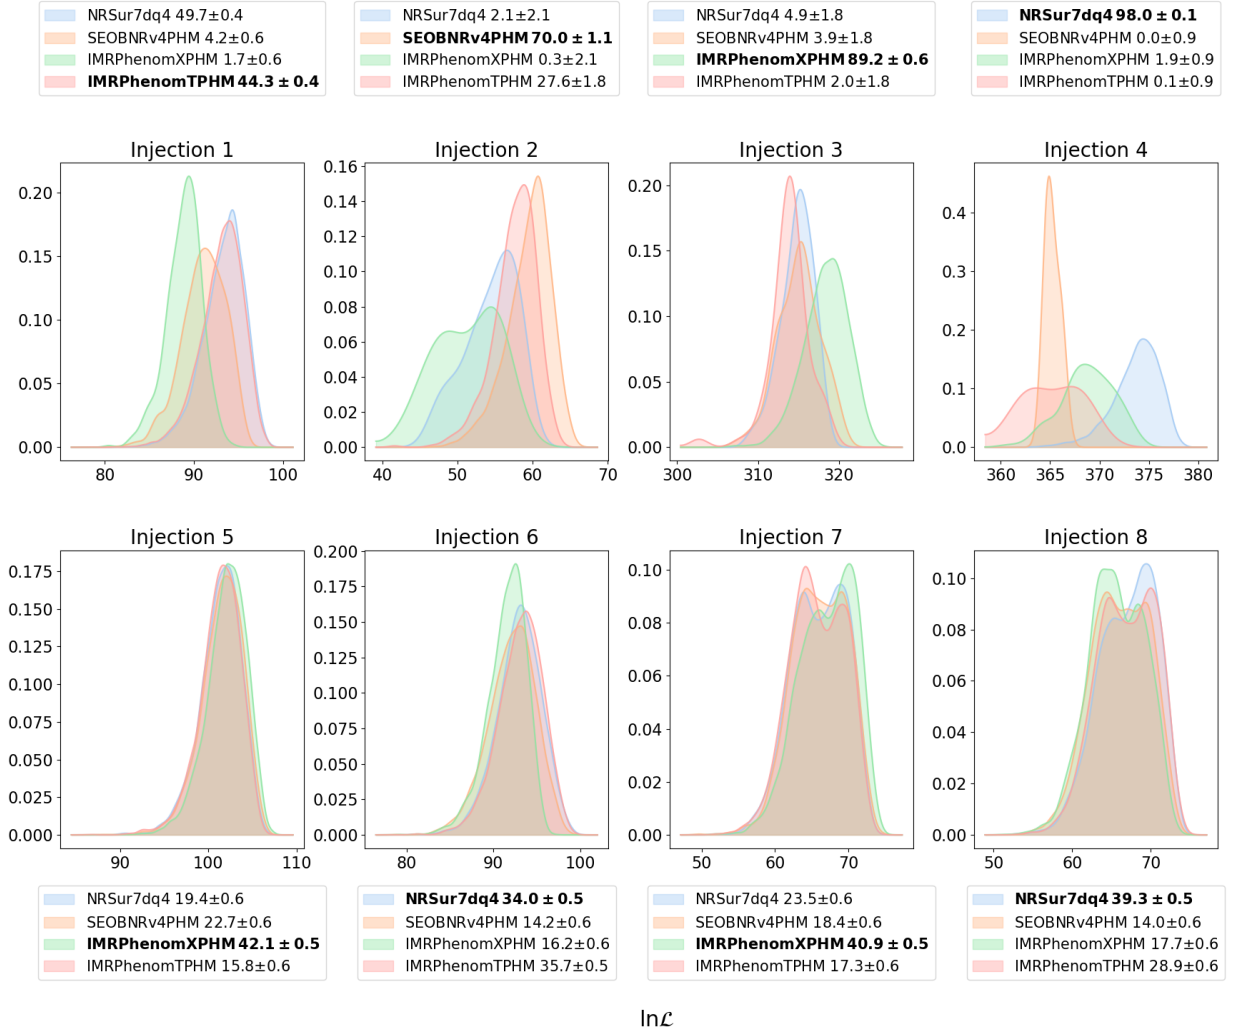 NRSur7dq4 49.7±0.4
SEOBNRv4PHM 4.2±0.6
IMRPhenomXPHM 1.7±0.6
IMRPhenomTPHM 44.3 ± 0.4
NRSur7dq4 2.1±2.1
SEOBNRv4PHM 70.0 ± 1.1
IMRPhenomXPHM 0.3±2.1
IMRPhenomTPHM 27.6±1.8
NRSur7dq4 4.9±1.8
SEOBNRv4PHM 3.9±1.8
IMRPhenomXPHM 89.2 ± 0.6
IMRPhenomTPHM 2.0±1.8
NRSur7dq4 98.0 ± 0.1
SEOBNRv4PHM 0.0±0.9
IMRPhenomXPHM 1.9±0.9
IMRPhenomTPHM 0.1±0.9
Injection 1
0.20
0.15
0.10
0.05
0.00
80 90 100
Injection 2
0.16
0.14
0.12
0.10
0.08
0.06
0.04
0.02
0.00
40 50 60 70
Injection 3
0.20
0.15
0.10
0.05
0.00
300 310 320
Injection 4
0.4
0.3
0.2
0.1
0.0
360 365 370 375 380
Injection 5
0.175
0.150
0.125
0.100
0.075
0.050
0.025
0.000
90 100 110
Injection 6
0.200
0.175
0.150
0.125
0.100
0.075
0.050
0.025
0.000
80 90 100
Injection 7
0.10
0.08
0.06
0.04
0.02
0.00
50 60 70
Injection 8
0.10
0.08
0.06
0.04
0.02
0.00
50 60 70
NRSur7dq4 19.4±0.6
SEOBNRv4PHM 22.7±0.6
IMRPhenomXPHM 42.1 ± 0.5
IMRPhenomTPHM 15.8±0.6
NRSur7dq4 34.0 ± 0.5
SEOBNRv4PHM 14.2±0.6
IMRPhenomXPHM 16.2±0.6
IMRPhenomTPHM 35.7±0.5
NRSur7dq4 23.5±0.6
SEOBNRv4PHM 18.4±0.6
IMRPhenomXPHM 40.9 ± 0.5
IMRPhenomTPHM 17.3±0.6
NRSur7dq4 39.3 ± 0.5
SEOBNRv4PHM 14.0±0.6
IMRPhenomXPHM 17.7±0.6
IMRPhenomTPHM 28.9±0.6
lnℒ